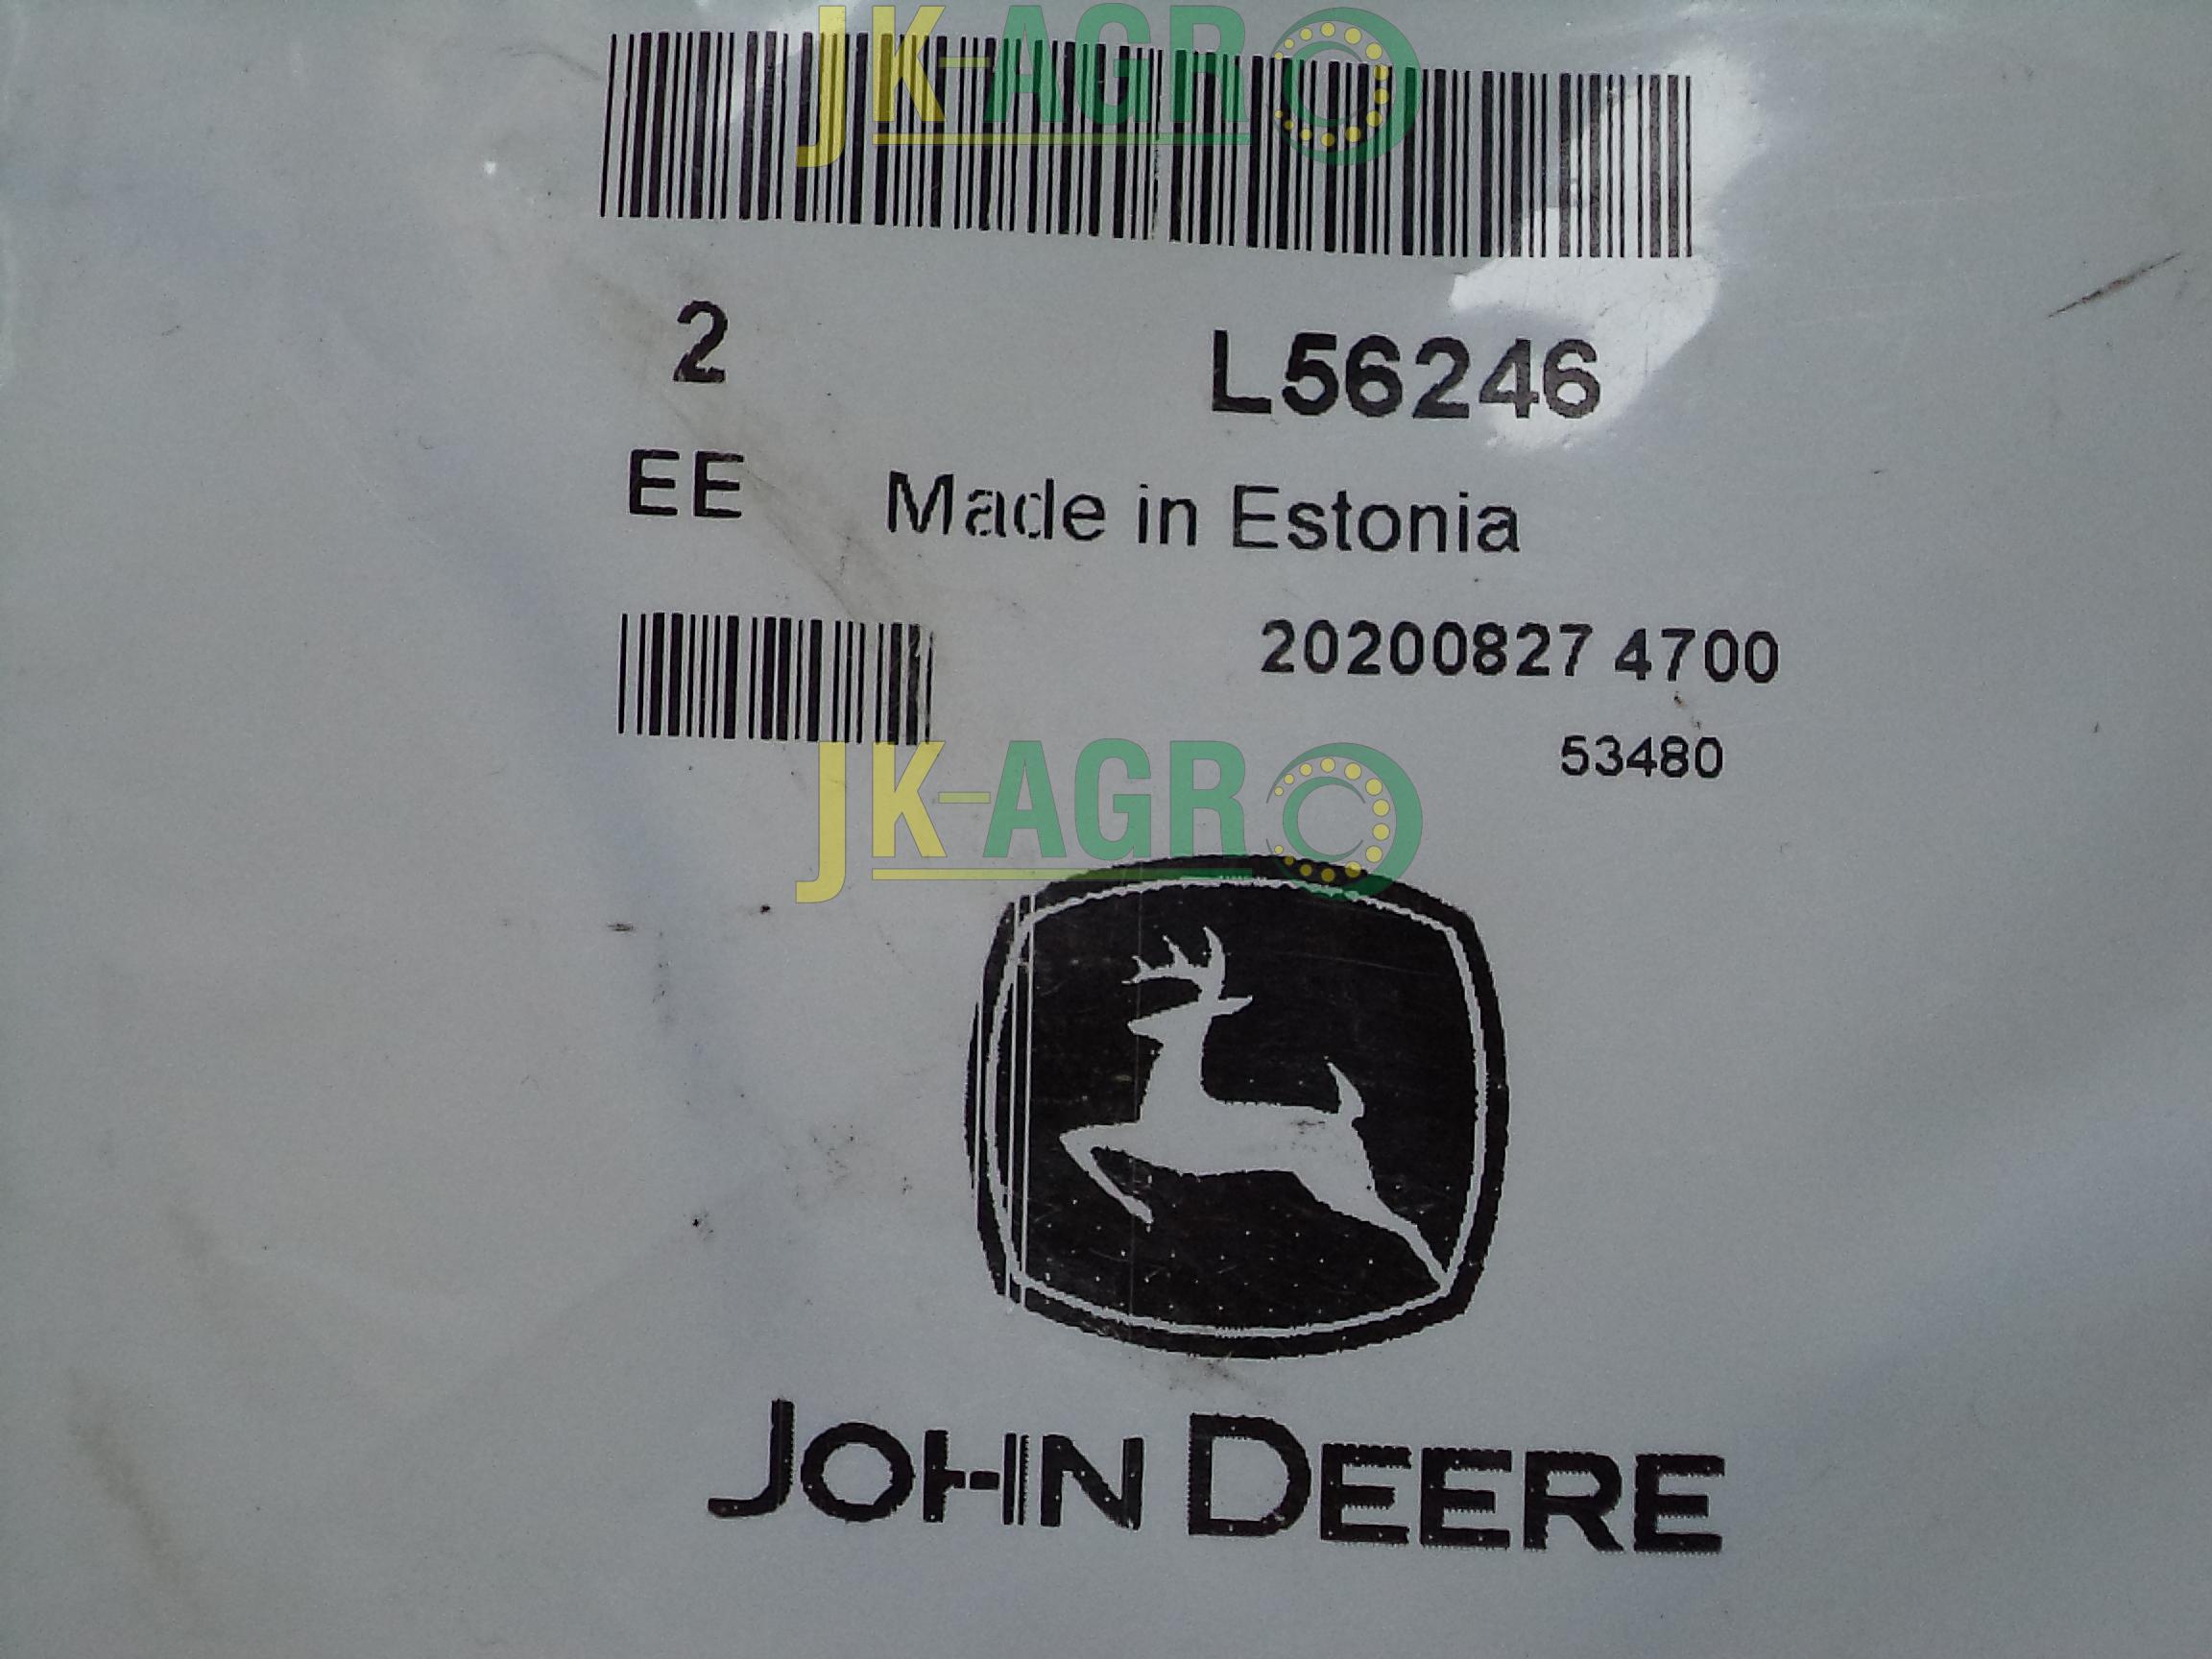 JK-AGRO
2 L56246
EE Made in Estonia
20200827 4700
53480
JK-AGRO
JOHN DEERE